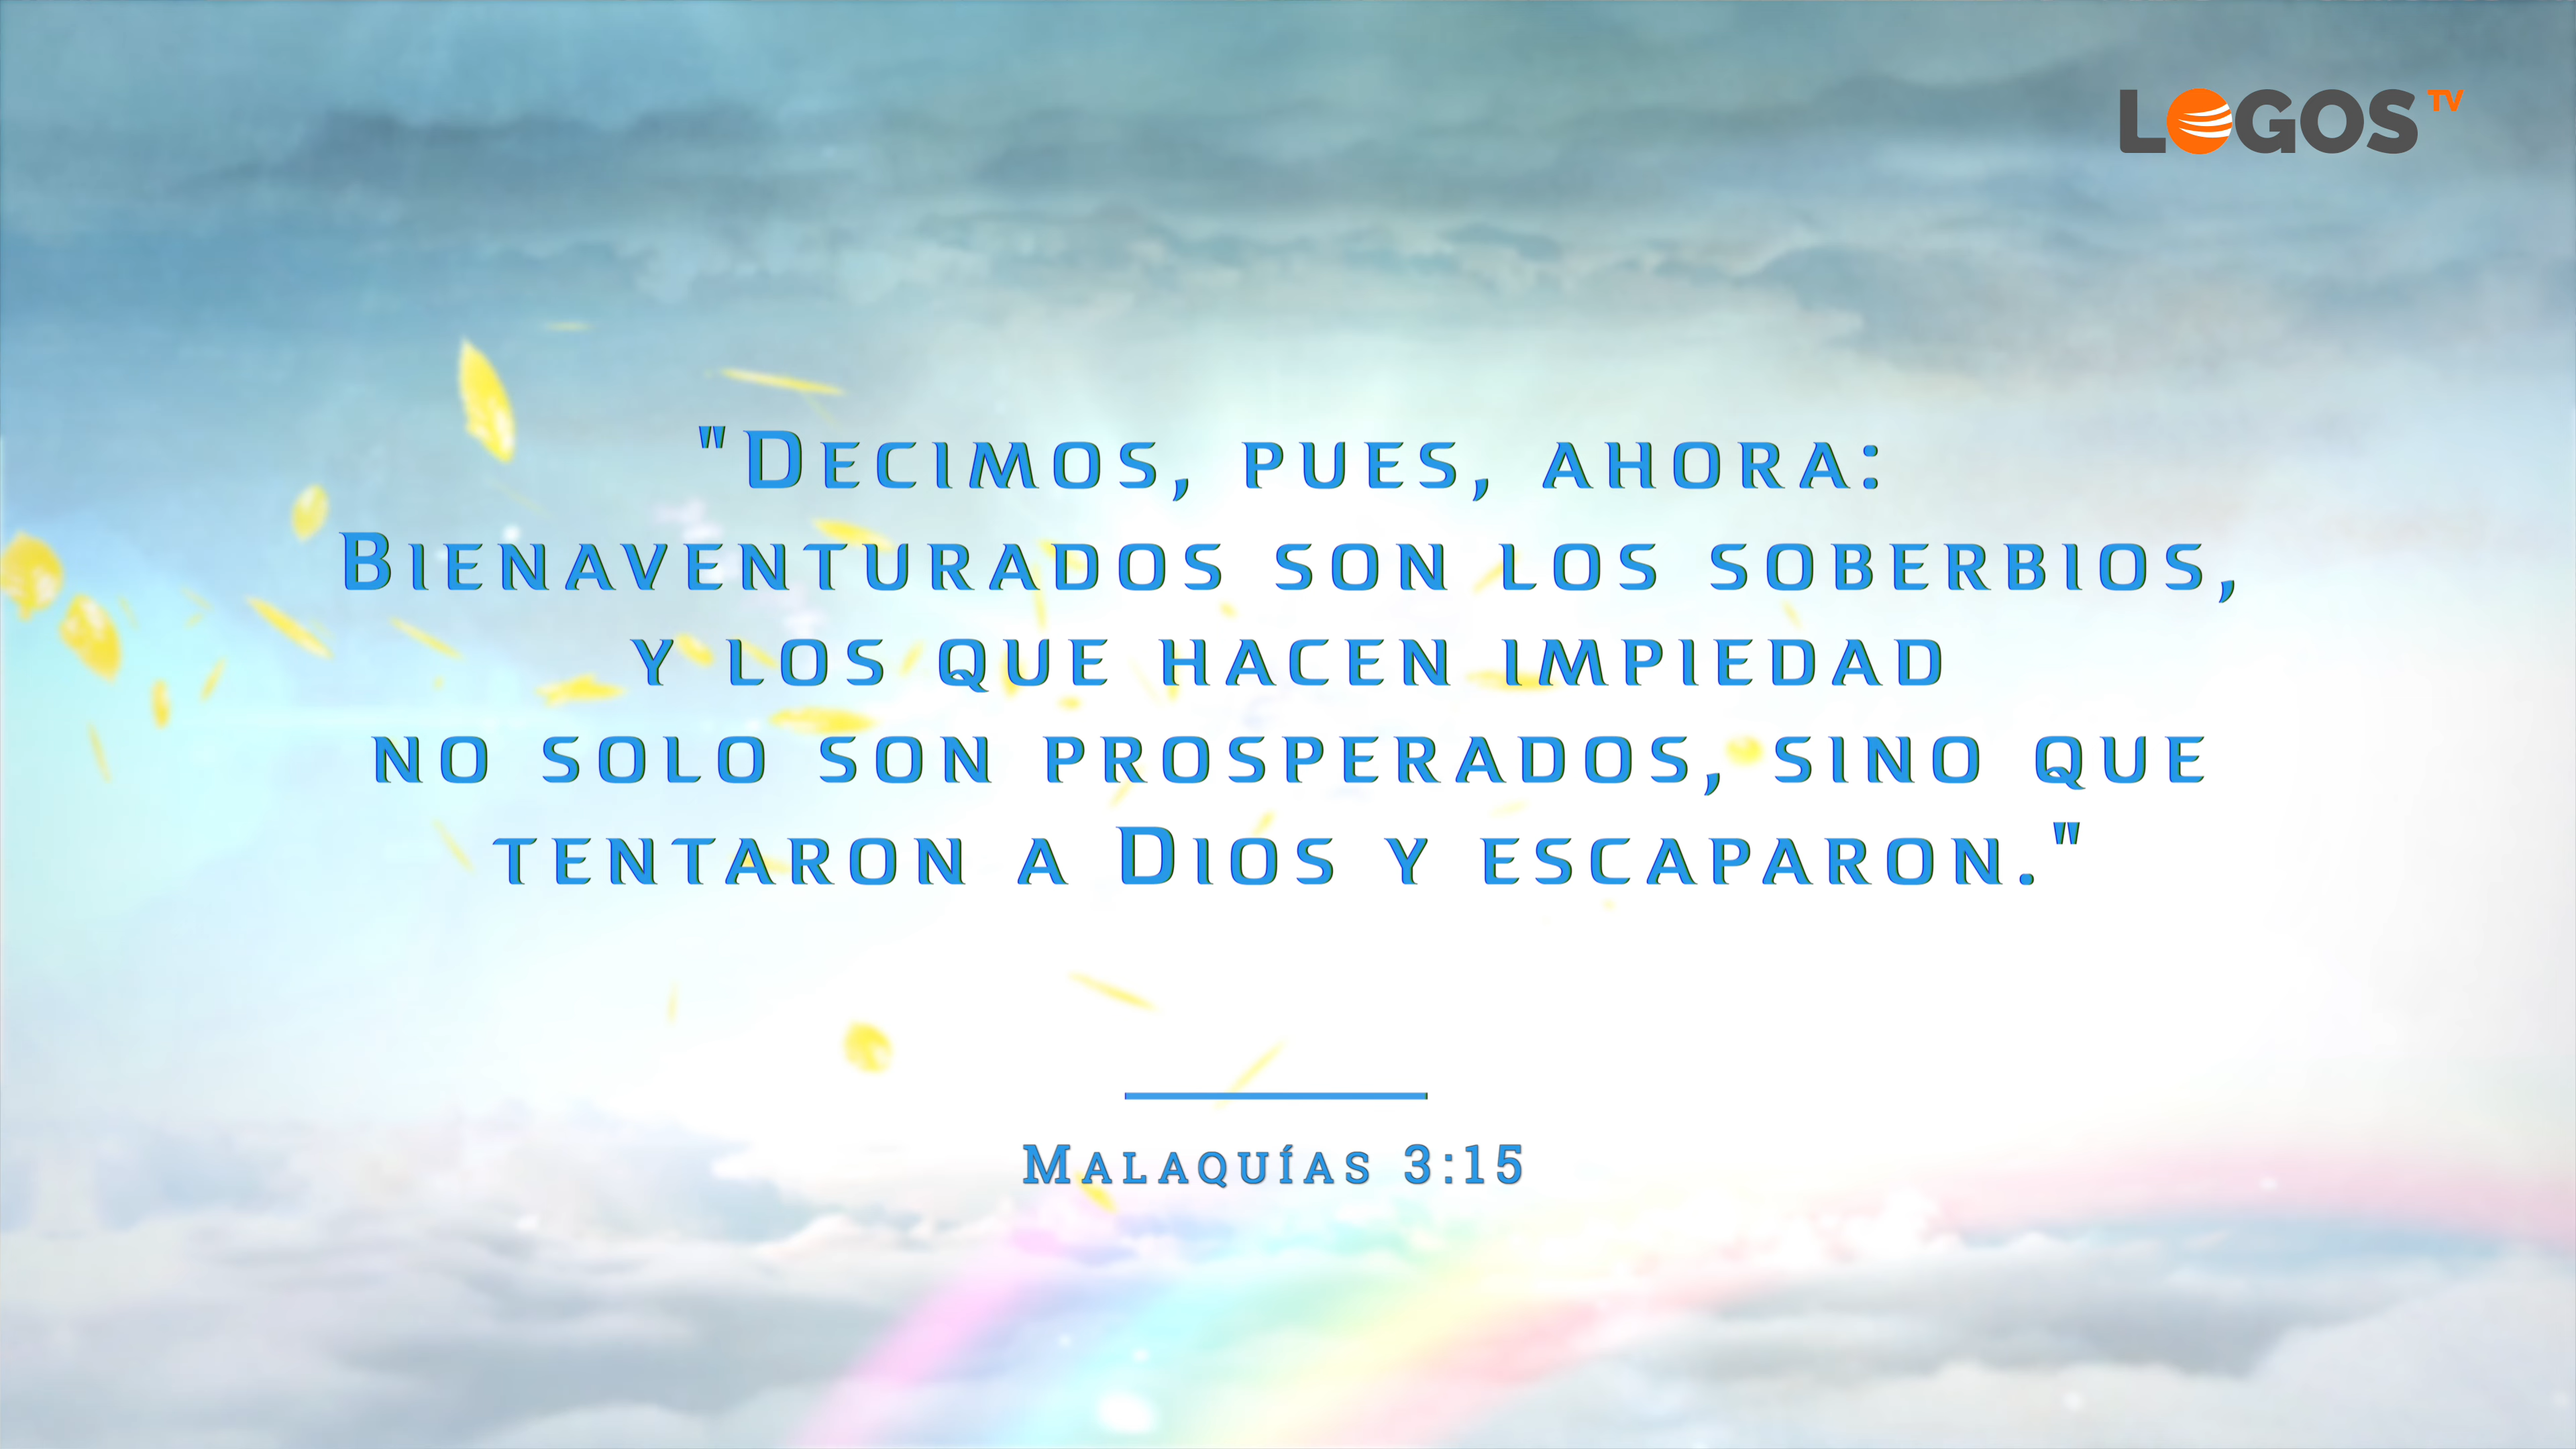 LOGOS TV
"Decimos, pues, ahora:
Bienaventurados son los soberbios,
y los que hacen impiedad
no solo son prosperados, sino que
tentaron a Dios y escaparon."
Malaquías 3:15